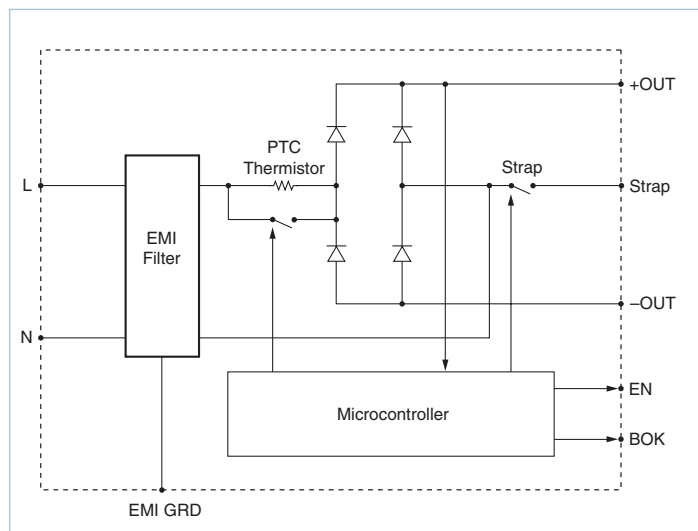 +OUT
PTC
Thermistor
Strap
L
Strap
EMI
Filter
–OUT
N
EN
Microcontroller
BOK
EMI GRD